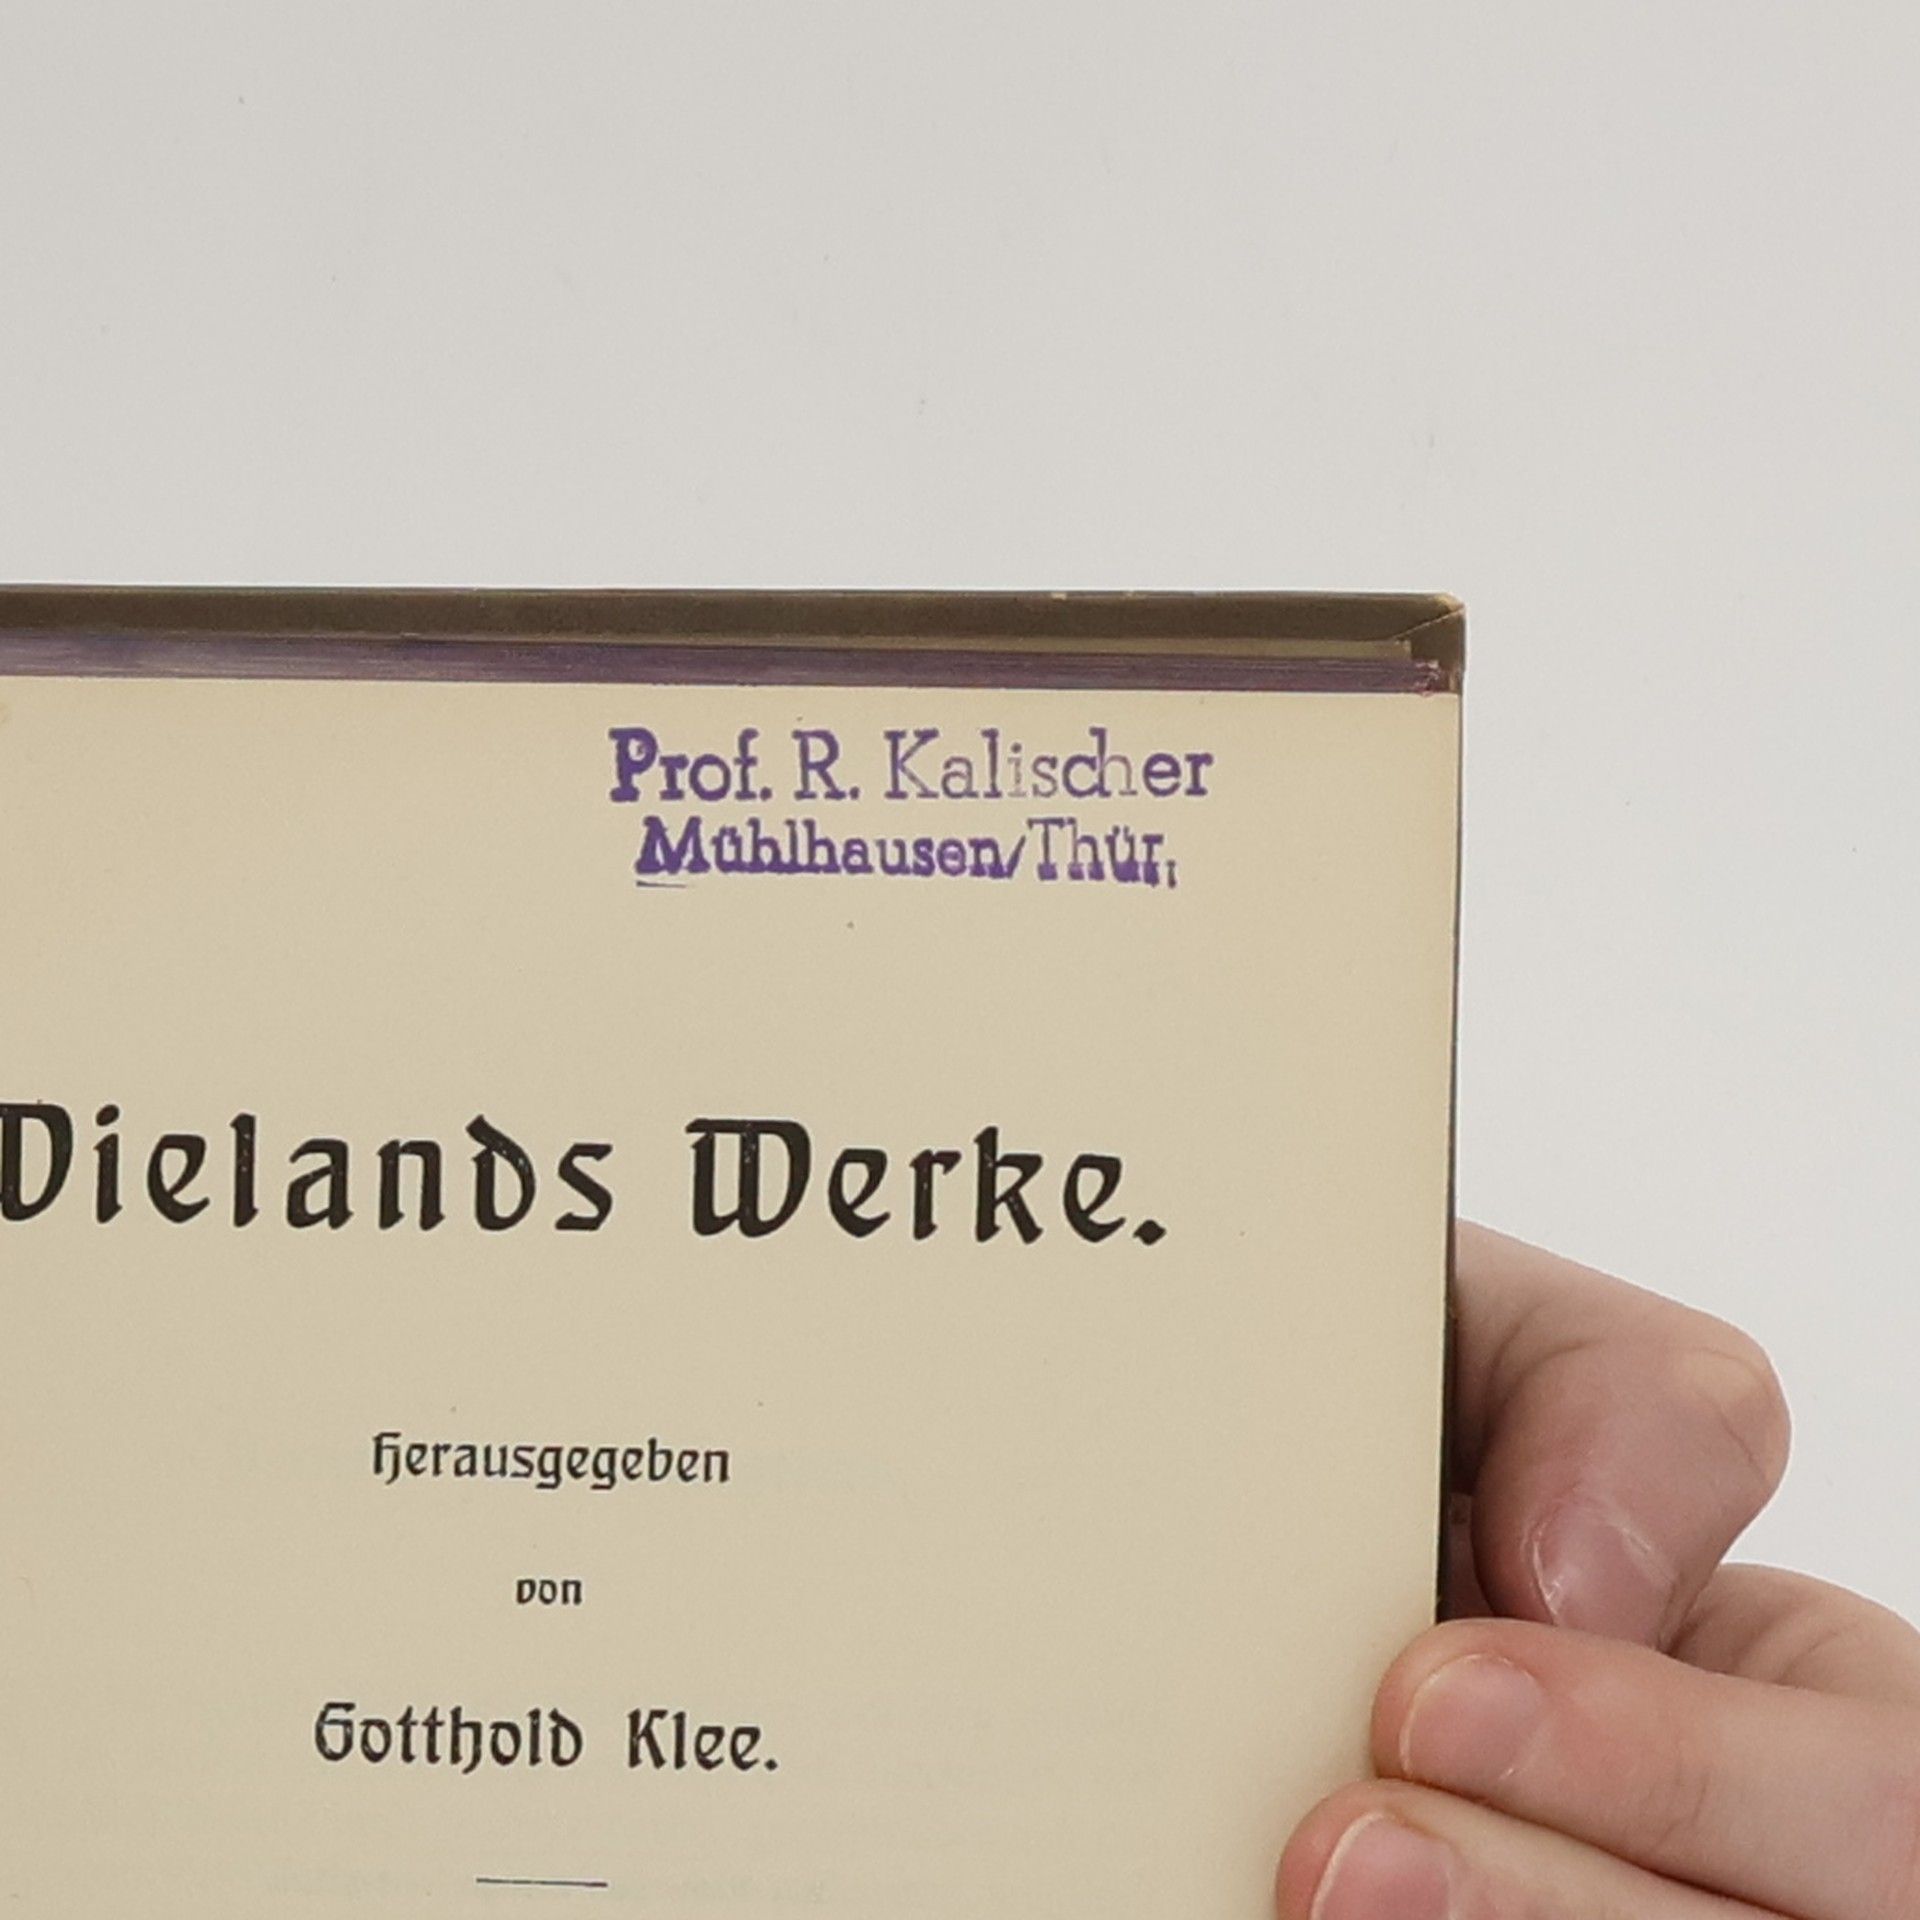 Prof. R. Kalischer
Mühlhausen/Thür.
Wielands Werke.
Herausgegeben
von
Gotthold Klee.